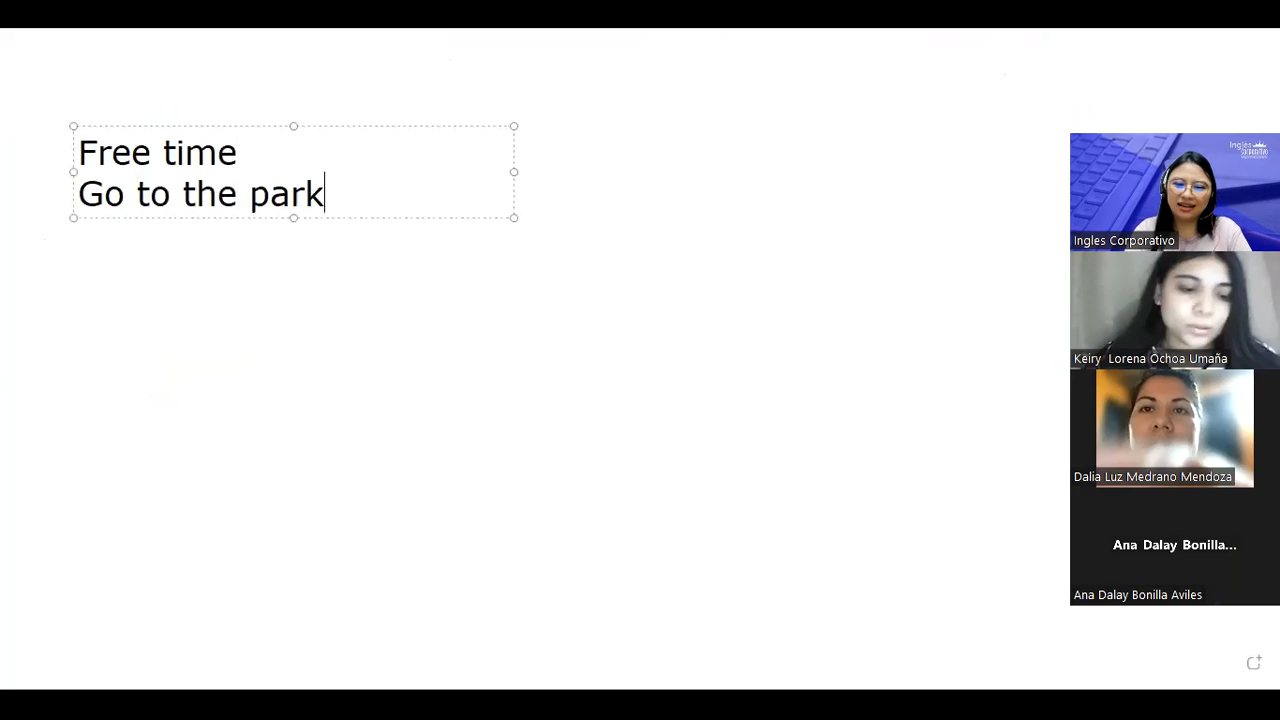 Free time
Go to the park
Ingles Corporativo
Keiry Lorena Ochoa Umaña
Dalia Luz Medrano Mendoza
Ana Dalay Bonilla...
Ana Dalay Bonilla Aviles